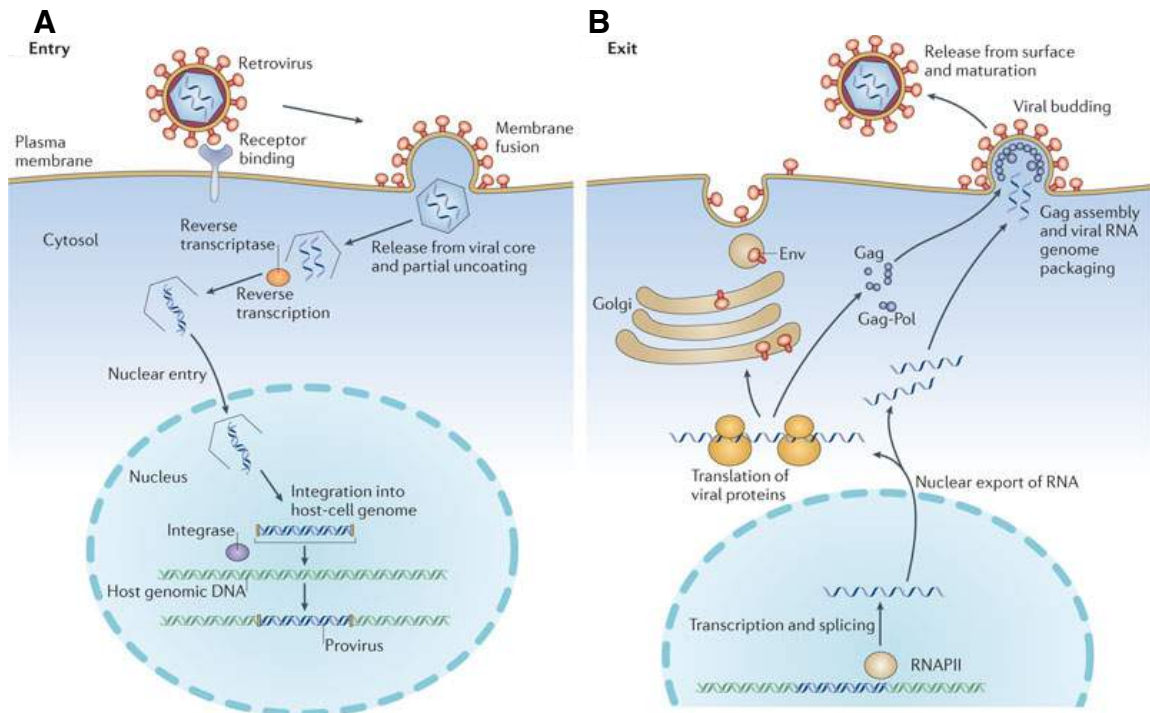 A
Entry
Retrovirus
Plasma
membrane
Receptor
binding
Membrane
fusion
Cytosol
Reverse
transcriptase
Release from viral core
and partial uncoating
Reverse
transcription
Nuclear entry
Nucleus
Integration into
host-cell genome
Integrase
Host genomic DNA
Provirus
B
Exit
Release from surface
and maturation
Viral budding
Env
Golgi
Gag
Gag-Pol
Gag assembly
and viral RNA
genome
packaging
Translation of
viral proteins
Nuclear export of RNA
Transcription and splicing
RNAPII